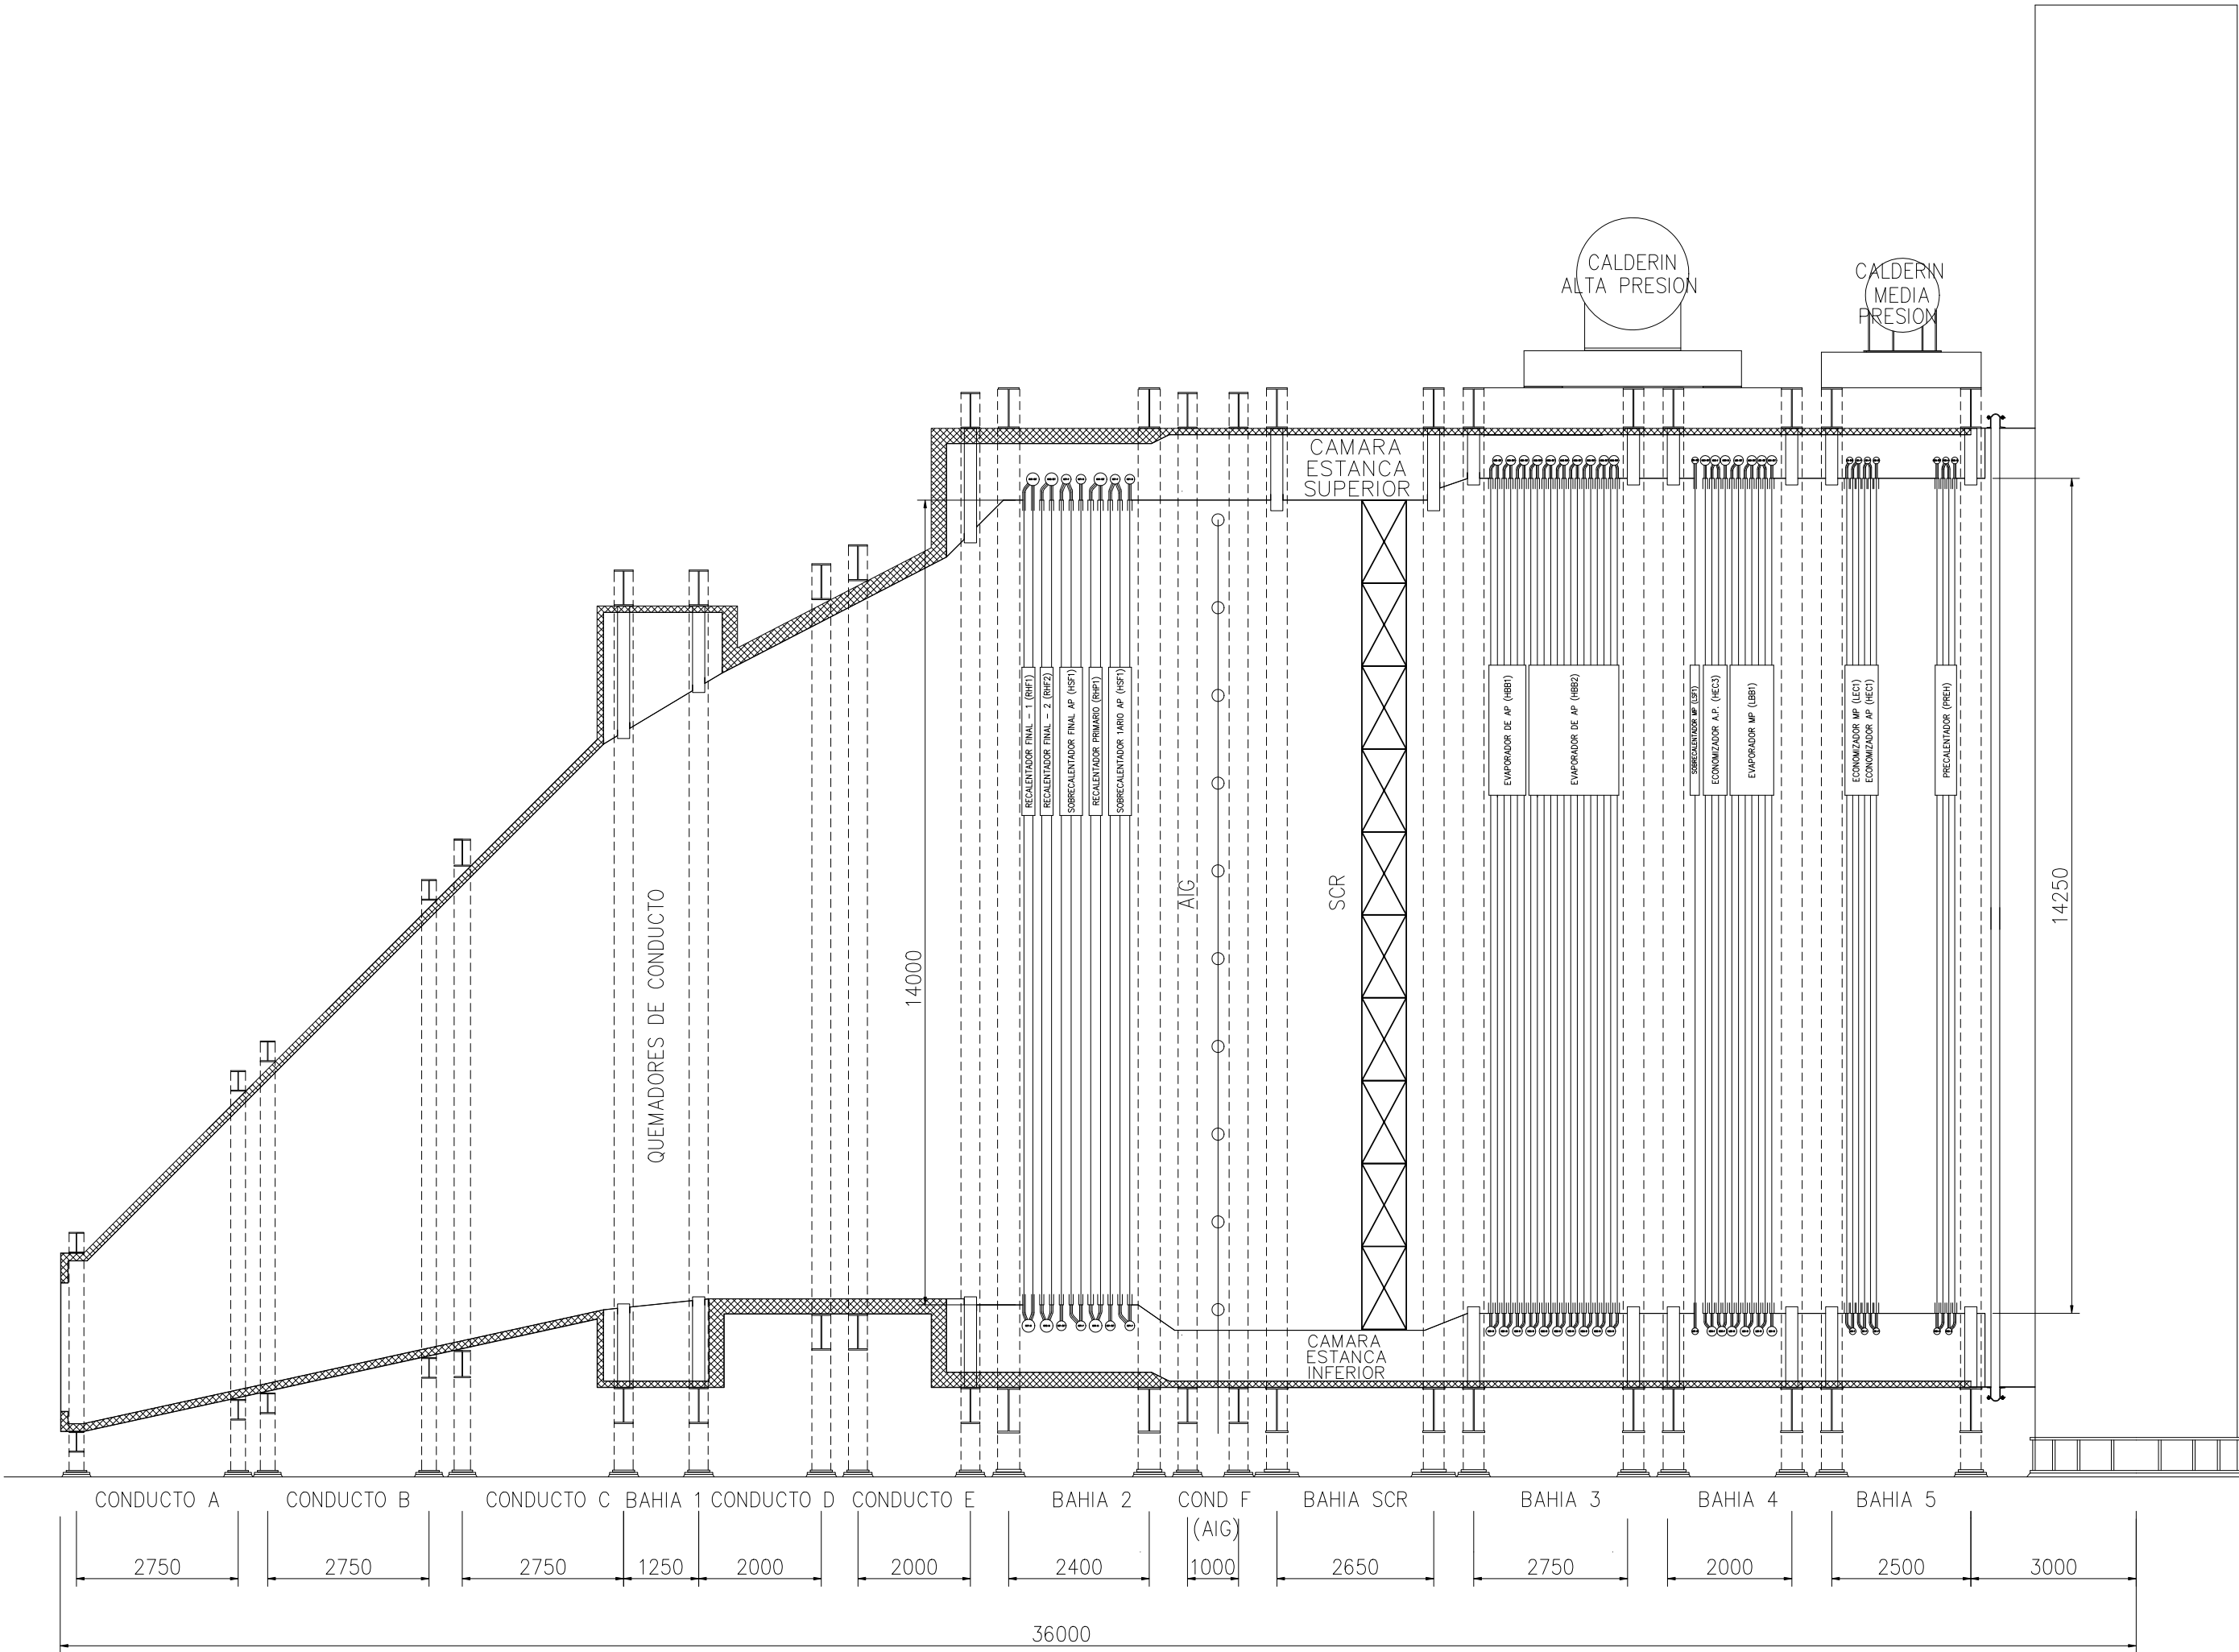 CALDERIN
ALTA PRESION
CALDERIN
MEDIA
PRESION
CAMARA
ESTANCA
SUPERIOR
QUEMADORES DE CONDUCTO
14000
RECALENTADOR FINAL - 1 (RHF1)
RECALENTADOR FINAL - 2 (RHF2)
SOBRECALENTADOR FINAL AP (HSF1)
RECALENTADOR PRIMARIO (RHP1)
SOBRECALENTADOR 1ARIO AP (HSF1)
AIG
SCR
EVAPORADOR DE AP (HBB1)
EVAPORADOR DE AP (HBB2)
SOBRECALENTADOR MP (LSF1)
ECONOMIZADOR A.P. (HEC3)
EVAPORADOR MP (LBB1)
ECONOMIZADOR MP (LEC1)
ECONOMIZADOR AP (HEC1)
PRECALENTADOR (PREH)
14250
CAMARA
ESTANCA
INFERIOR
CONDUCTO A
CONDUCTO B
CONDUCTO C
BAHIA 1
CONDUCTO D
CONDUCTO E
BAHIA 2
COND F
(AIG)
BAHIA SCR
BAHIA 3
BAHIA 4
BAHIA 5
2750
2750
2750
1250
2000
2000
2400
1000
2650
2750
2000
2500
3000
36000